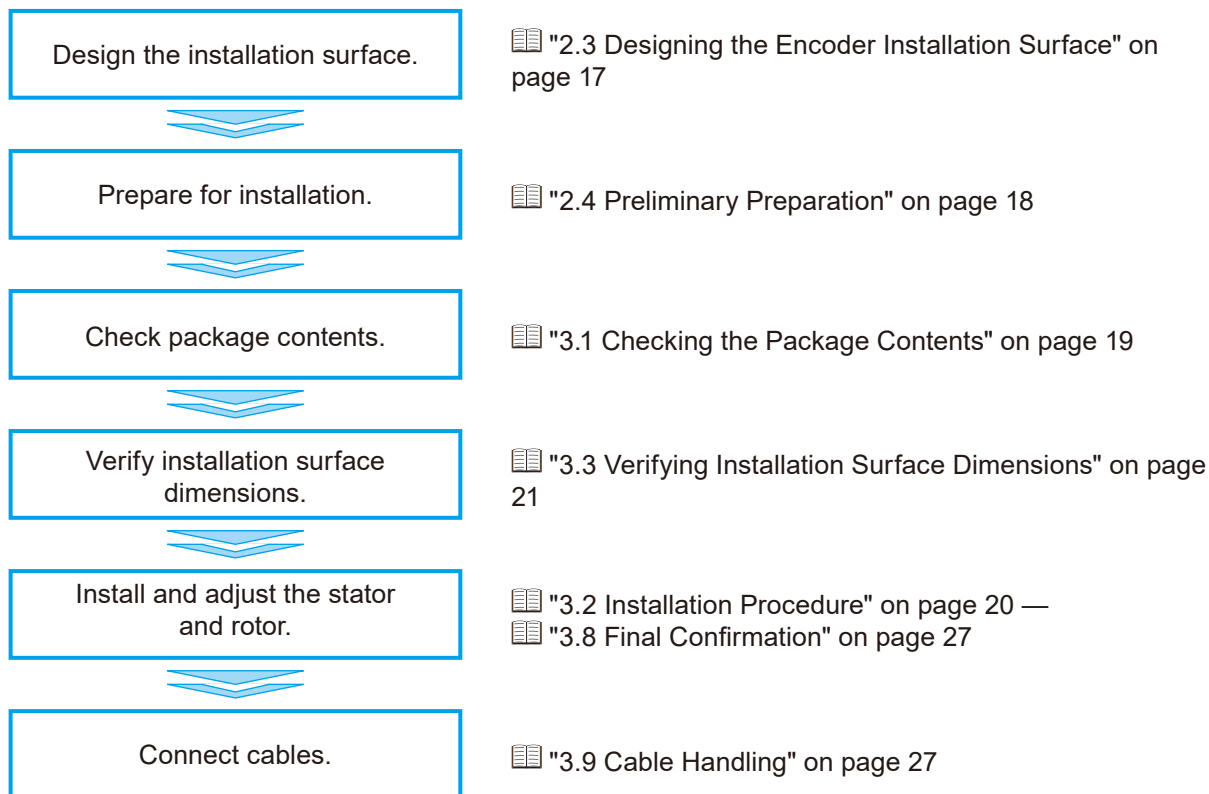 Design the installation surface.
"2.3 Designing the Encoder Installation Surface" on
page 17
Prepare for installation.
"2.4 Preliminary Preparation" on page 18
Check package contents.
"3.1 Checking the Package Contents" on page 19
Verify installation surface
dimensions.
"3.3 Verifying Installation Surface Dimensions" on page
21
Install and adjust the stator
and rotor.
"3.2 Installation Procedure" on page 20 —
"3.8 Final Confirmation" on page 27
Connect cables.
"3.9 Cable Handling" on page 27